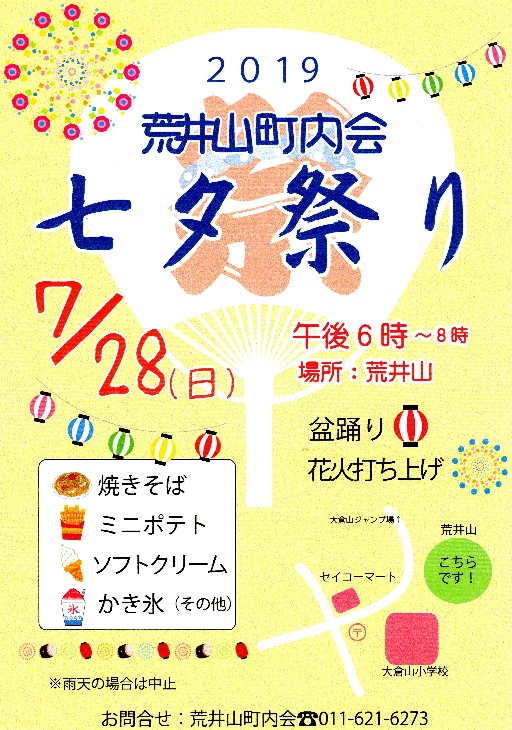 2019
荒井山町内会
祭
七夕祭り
7/28(日)
午後6時～8時
場所：荒井山
盆踊り
花火打ち上げ
焼きそば
ミニポテト
ソフトクリーム
氷
かき氷（その他）
大倉山ジャンプ場↑
荒井山
こちら
です！
セイコーマート
〒
大倉山小学校
※雨天の場合は中止
お問合せ：荒井山町内会☎011-621-6273